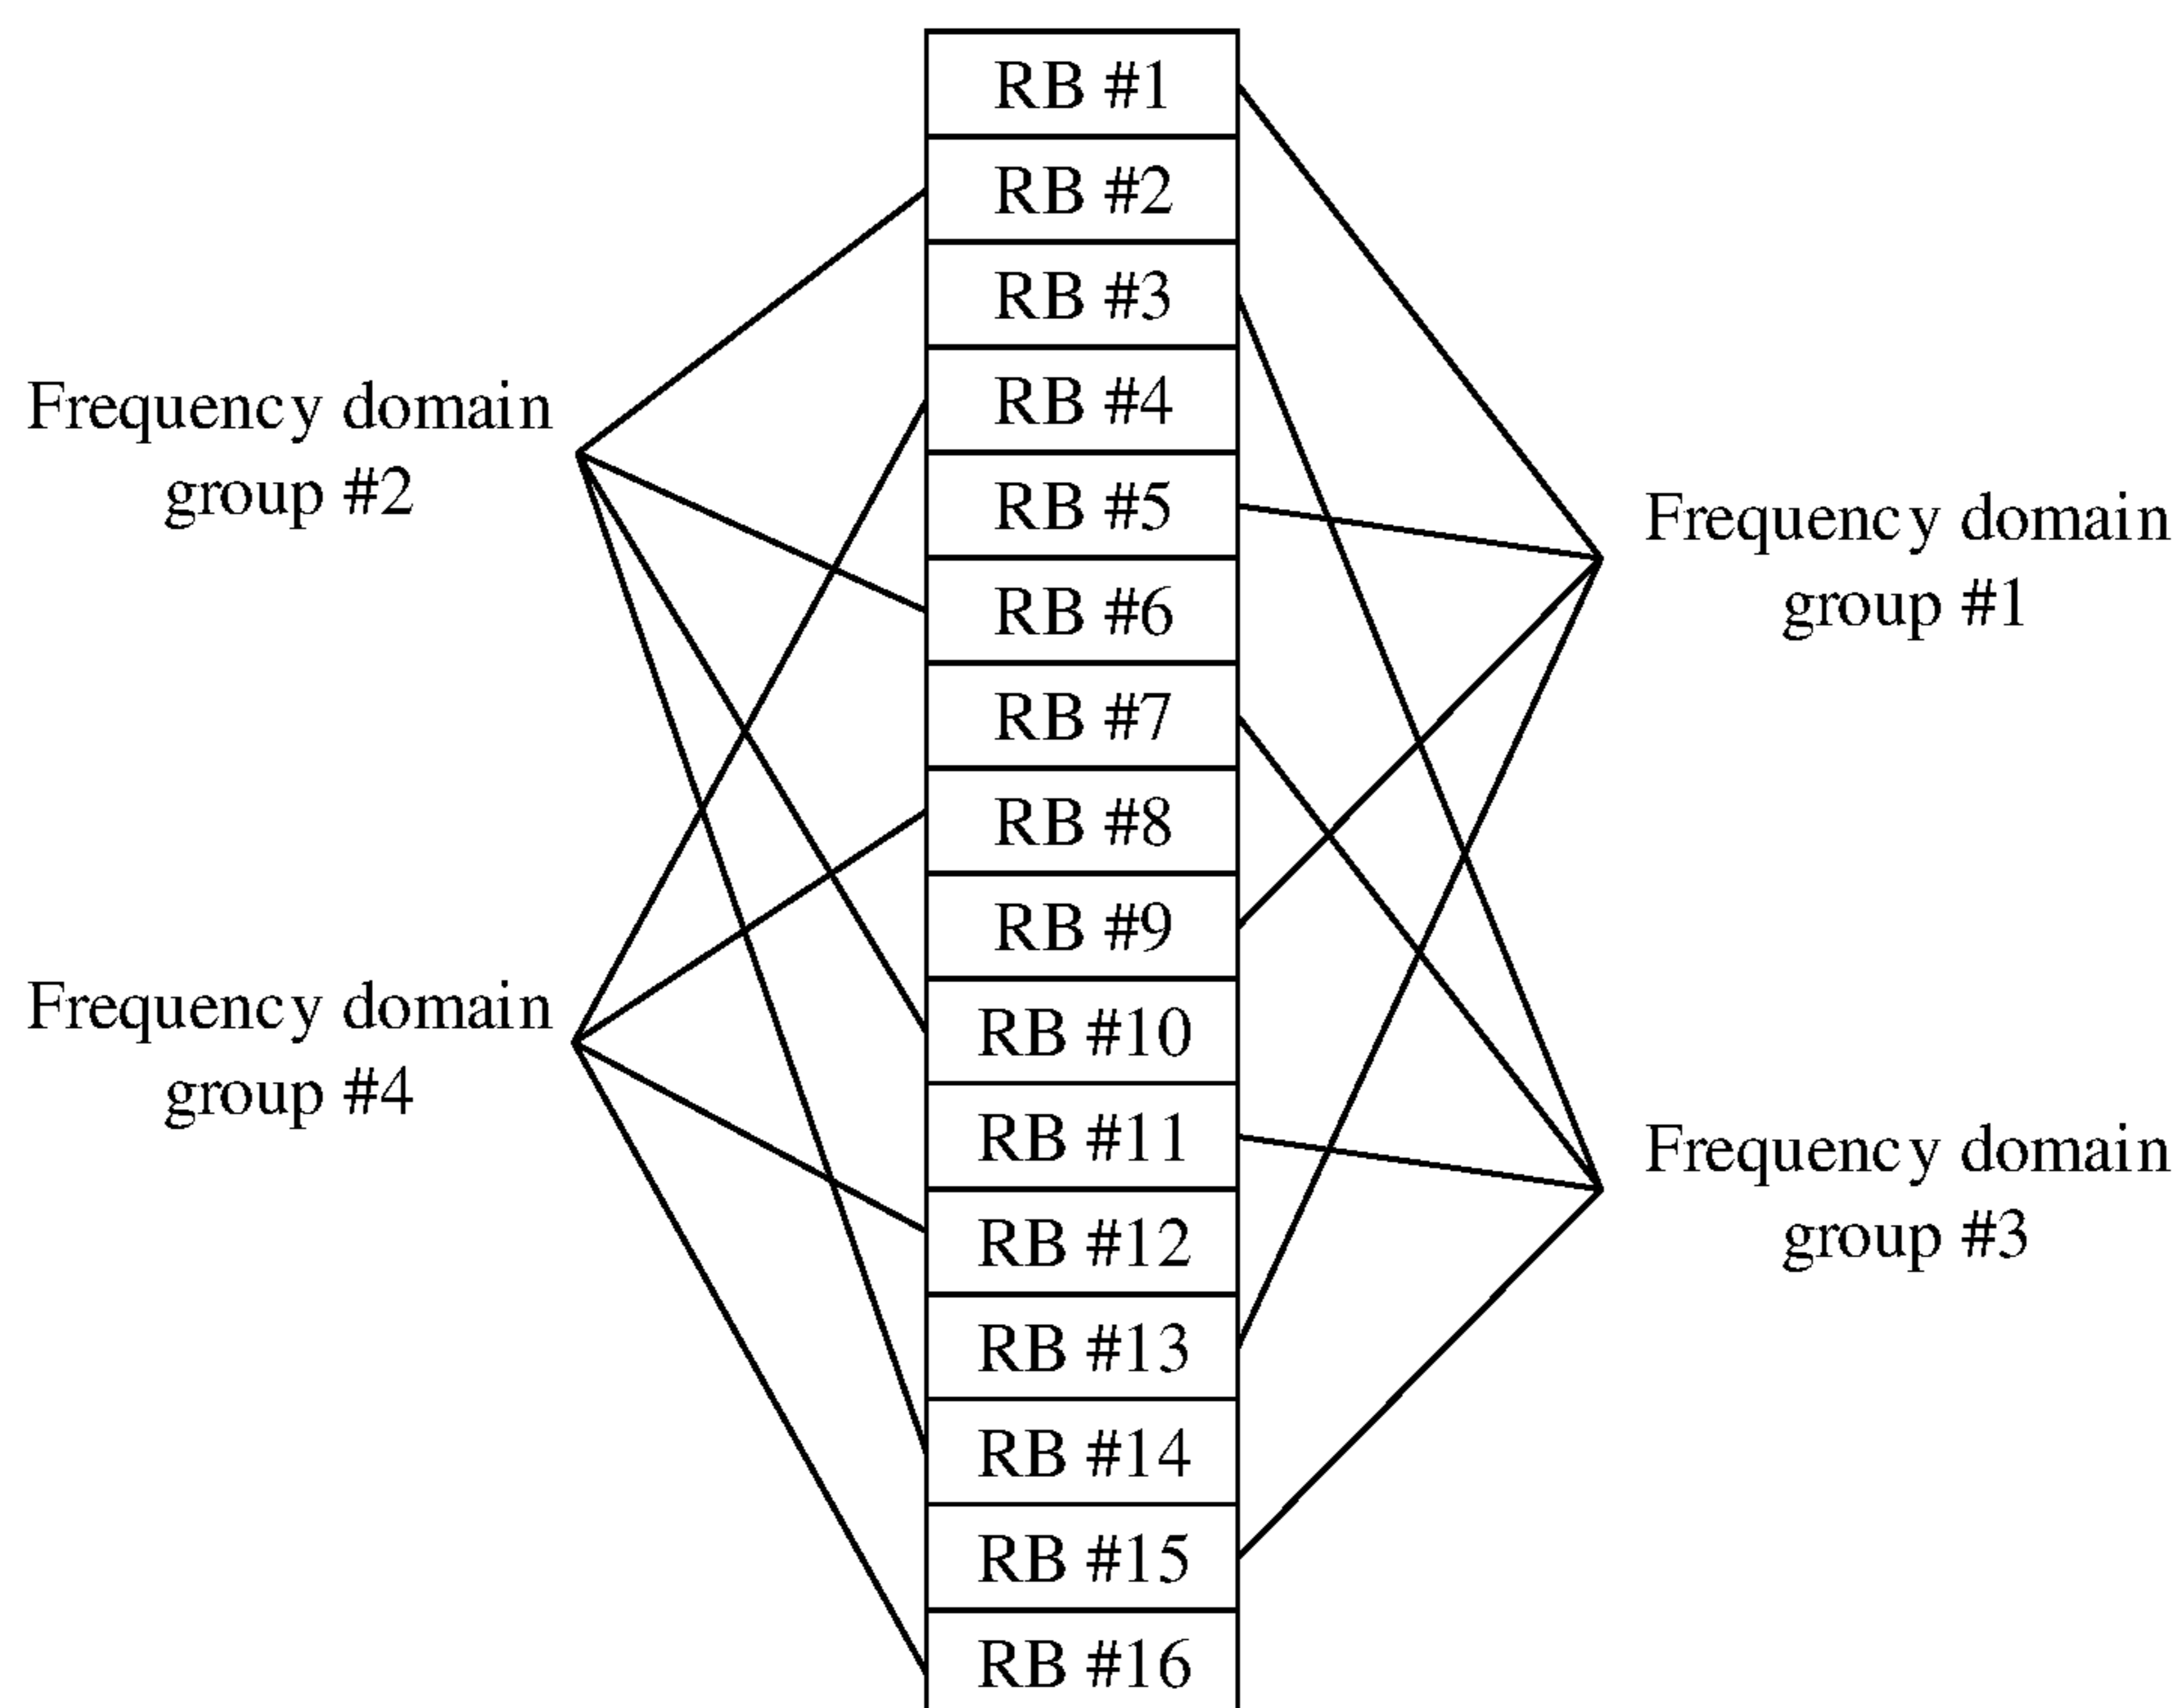 RB #1
RB #2
RB #3
RB #4
RB #5
RB #6
RB #7
RB #8
RB #9
RB #10
RB #11
RB #12
RB #13
RB #14
RB #15
RB #16
Frequency domain
group #2
Frequency domain
group #4
Frequency domain
group #1
Frequency domain
group #3